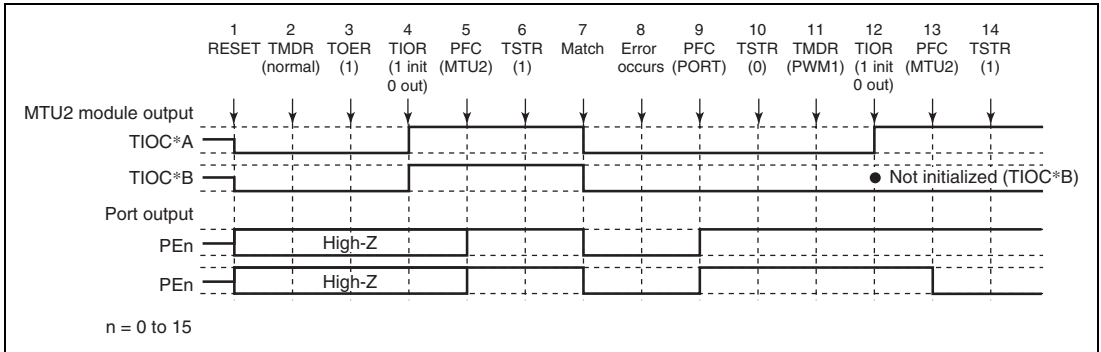 1 2 3 4 5 6 7 8 9 10 11 12 13 14
RESET TMDR TOER TIOR PFC TSTR Match Error PFC TSTR TMDR TIOR PFC TSTR
(normal) (1) (1 init (MTU2) (1) occurs (PORT) (0) (PWM1) (1 init (MTU2) (1)
0 out) 0 out)
MTU2 module output
TIOC*A
TIOC*B
● Not initialized (TIOC*B)
Port output
PEn High-Z
PEn High-Z
n = 0 to 15